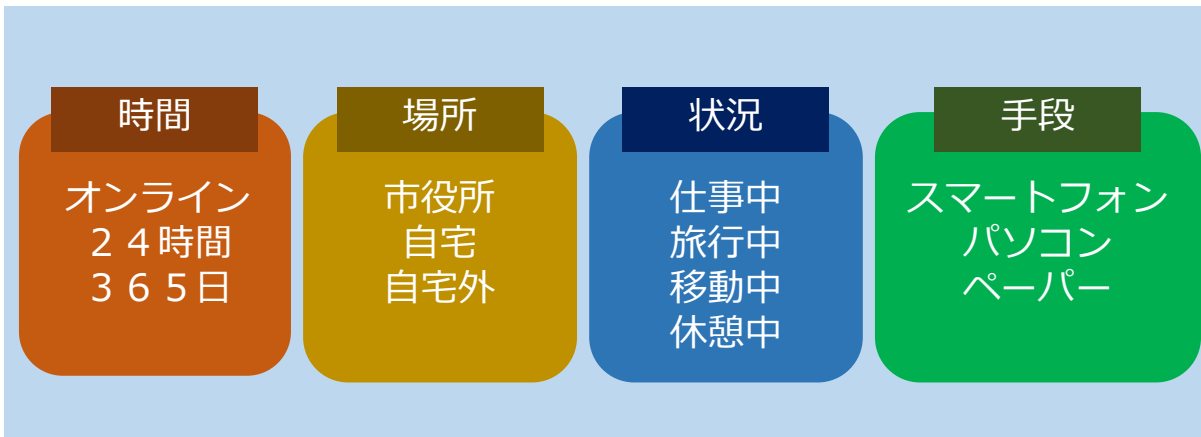 時間
オンライン
２４時間
３６５日
場所
市役所
自宅
自宅外
状況
仕事中
旅行中
移動中
休憩中
手段
スマートフォン
パソコン
ペーパー